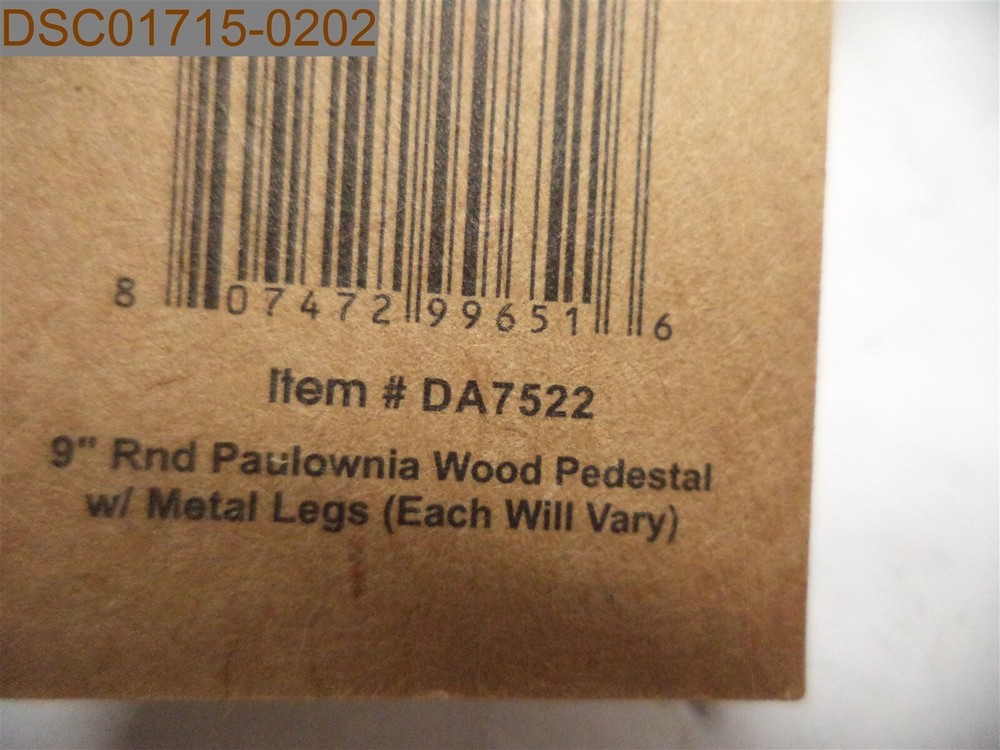 DSC01715-0202
8 07472 99651 6
Item # DA7522
9" Rnd Paulownia Wood Pedestal
w/ Metal Legs (Each Will Vary)